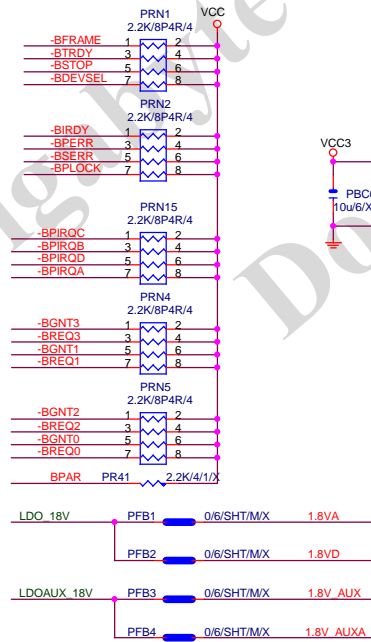 PRN1 VCC
2.2K/8P4R/4
-BFRAME 1 2
-BTRDY 3 4
-BSTOP 5 6
-BDEVSEL 7 8
PRN2
2.2K/8P4R/4
-BIRDY 1 2
-BPERR 3 4
-BSERR 5 6
-BPLOCK 7 8
VCC3
10u/6/X
PRN15
2.2K/8P4R/4
-BPIRQC 1 2
-BPIRQB 3 4
-BPIRQD 5 6
-BPIRQA 7 8
PRN4
2.2K/8P4R/4
-BGNT3 1 2
-BREQ3 3 4
-BGNT1 5 6
-BREQ1 7 8
PRN5
2.2K/8P4R/4
-BGNT2 1 2
-BREQ2 3 4
-BGNT0 5 6
-BREQ0 7 8
BPAR PR41 2.2K/4/1/X
LDO_18V PFB1 0/6/SHT/M/X 1.8VA
PFB2 0/6/SHT/M/X 1.8VD
LDOAUX_18V PFB3 0/6/SHT/M/X 1.8V_AUX
PFB4 0/6/SHT/M/X 1.8V_AUXA
gabyte
Do